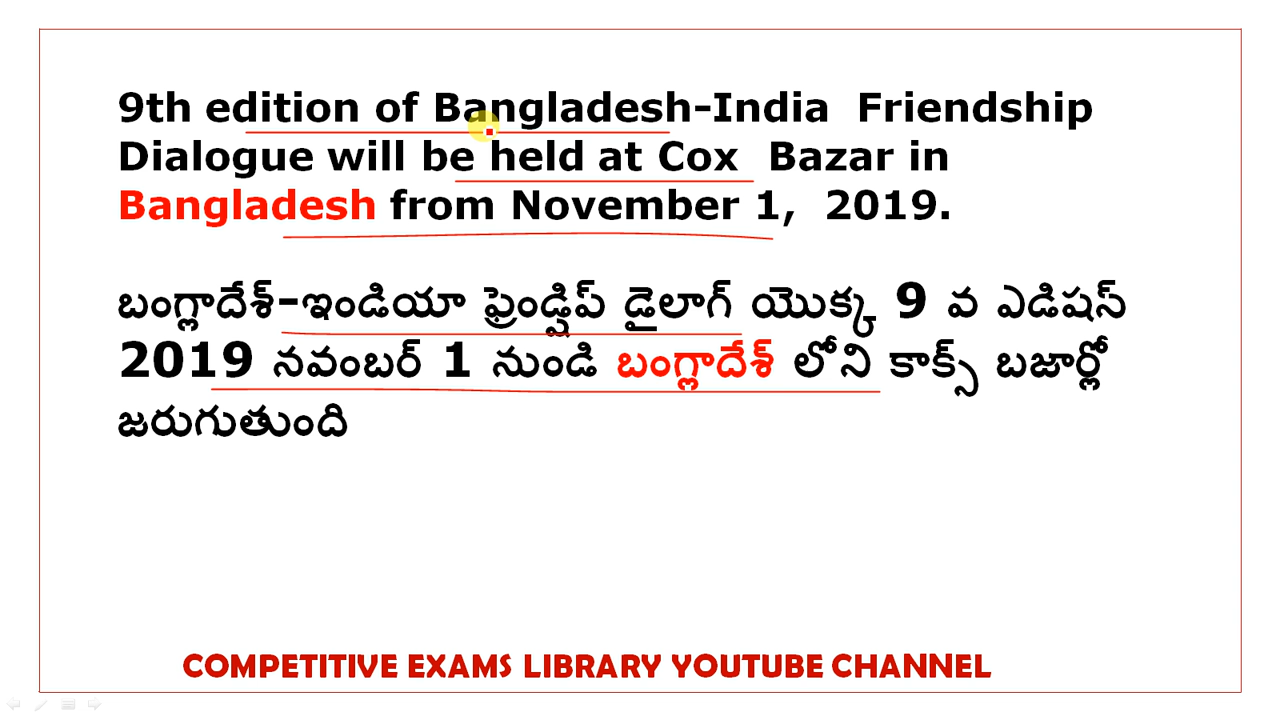 9th edition of Bangladesh-India Friendship
Dialogue will be held at Cox Bazar in
Bangladesh from November 1, 2019.
బంగ్లాదేశ్-ఇండియా ఫ్రెండ్షిప్ డైలాగ్ యొక్క 9 వ ఎడిషన్
2019 నవంబర్ 1 నుండి బంగ్లాదేశ్ లోని కాక్స్ బజార్లో
జరుగుతుంది
COMPETITIVE EXAMS LIBRARY YOUTUBE CHANNEL